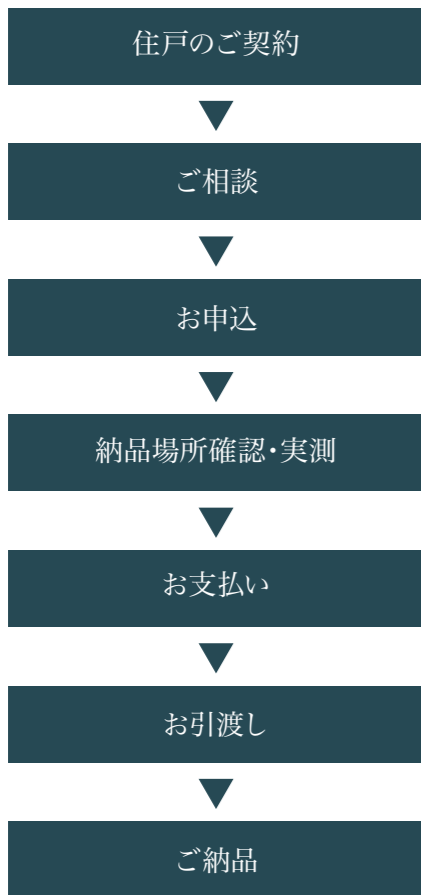 住戸のご契約
ご相談
お申込
納品場所確認・実測
お支払い
お引渡し
ご納品